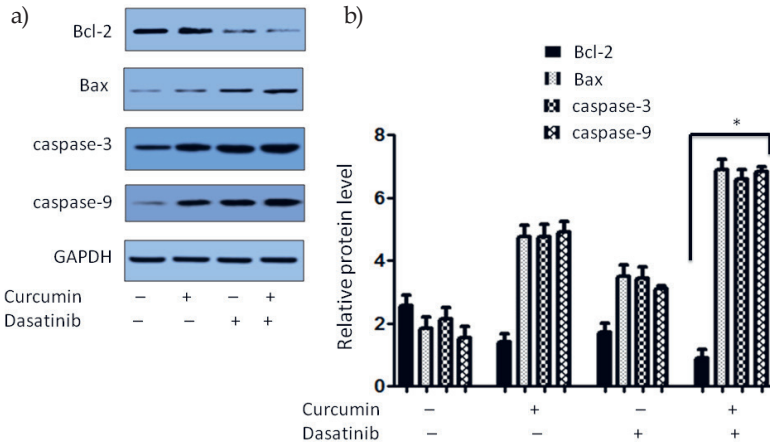 a)
Bcl-2
Bax
caspase-3
caspase-9
GAPDH
Curcumin – + – +
Dasatinib – – + +
b)
Bcl-2
Bax
caspase-3
caspase-9
*
8
6
4
2
0
Relative protein level
Curcumin – + – +
Dasatinib – – + +